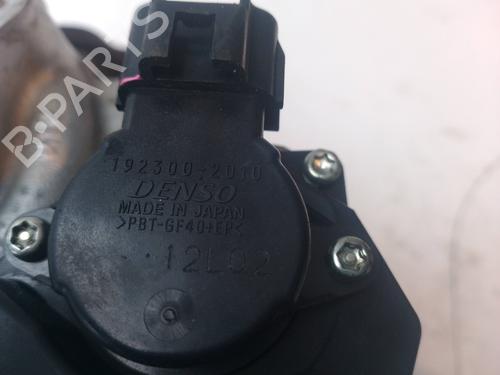 B·PARTS
192300-2010
DENSO
MADE IN JAPAN
>PBT-GF40+EP<
12L02